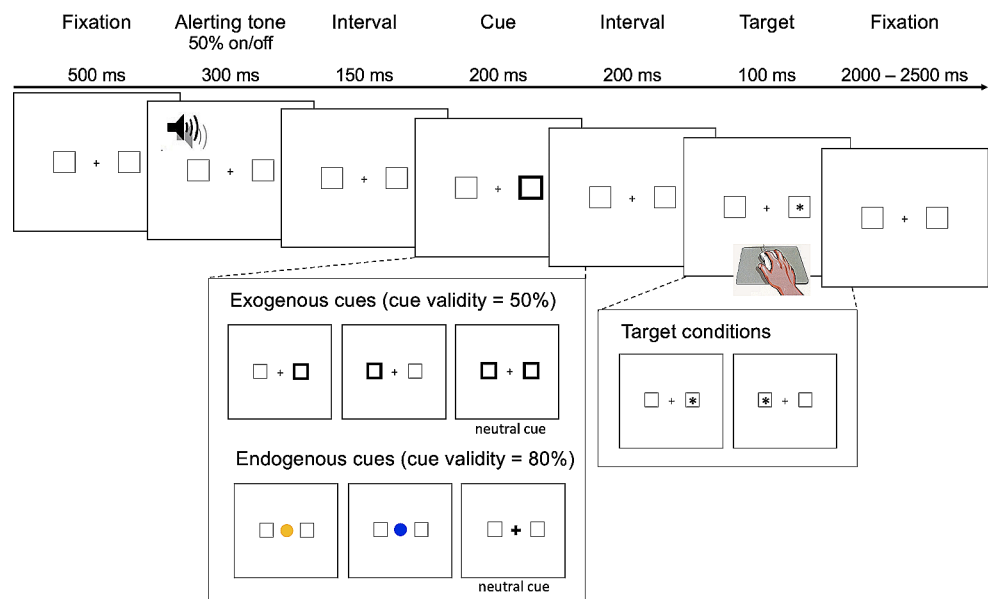 Fixation
Alerting tone
50% on/off
Interval
Cue
Interval
Target
Fixation
500 ms
300 ms
150 ms
200 ms
200 ms
100 ms
2000 – 2500 ms
+
+
+
+
+
+ *
+
Exogenous cues (cue validity = 50%)
+
+
+
neutral cue
Endogenous cues (cue validity = 80%)
+
neutral cue
Target conditions
+ *
* +